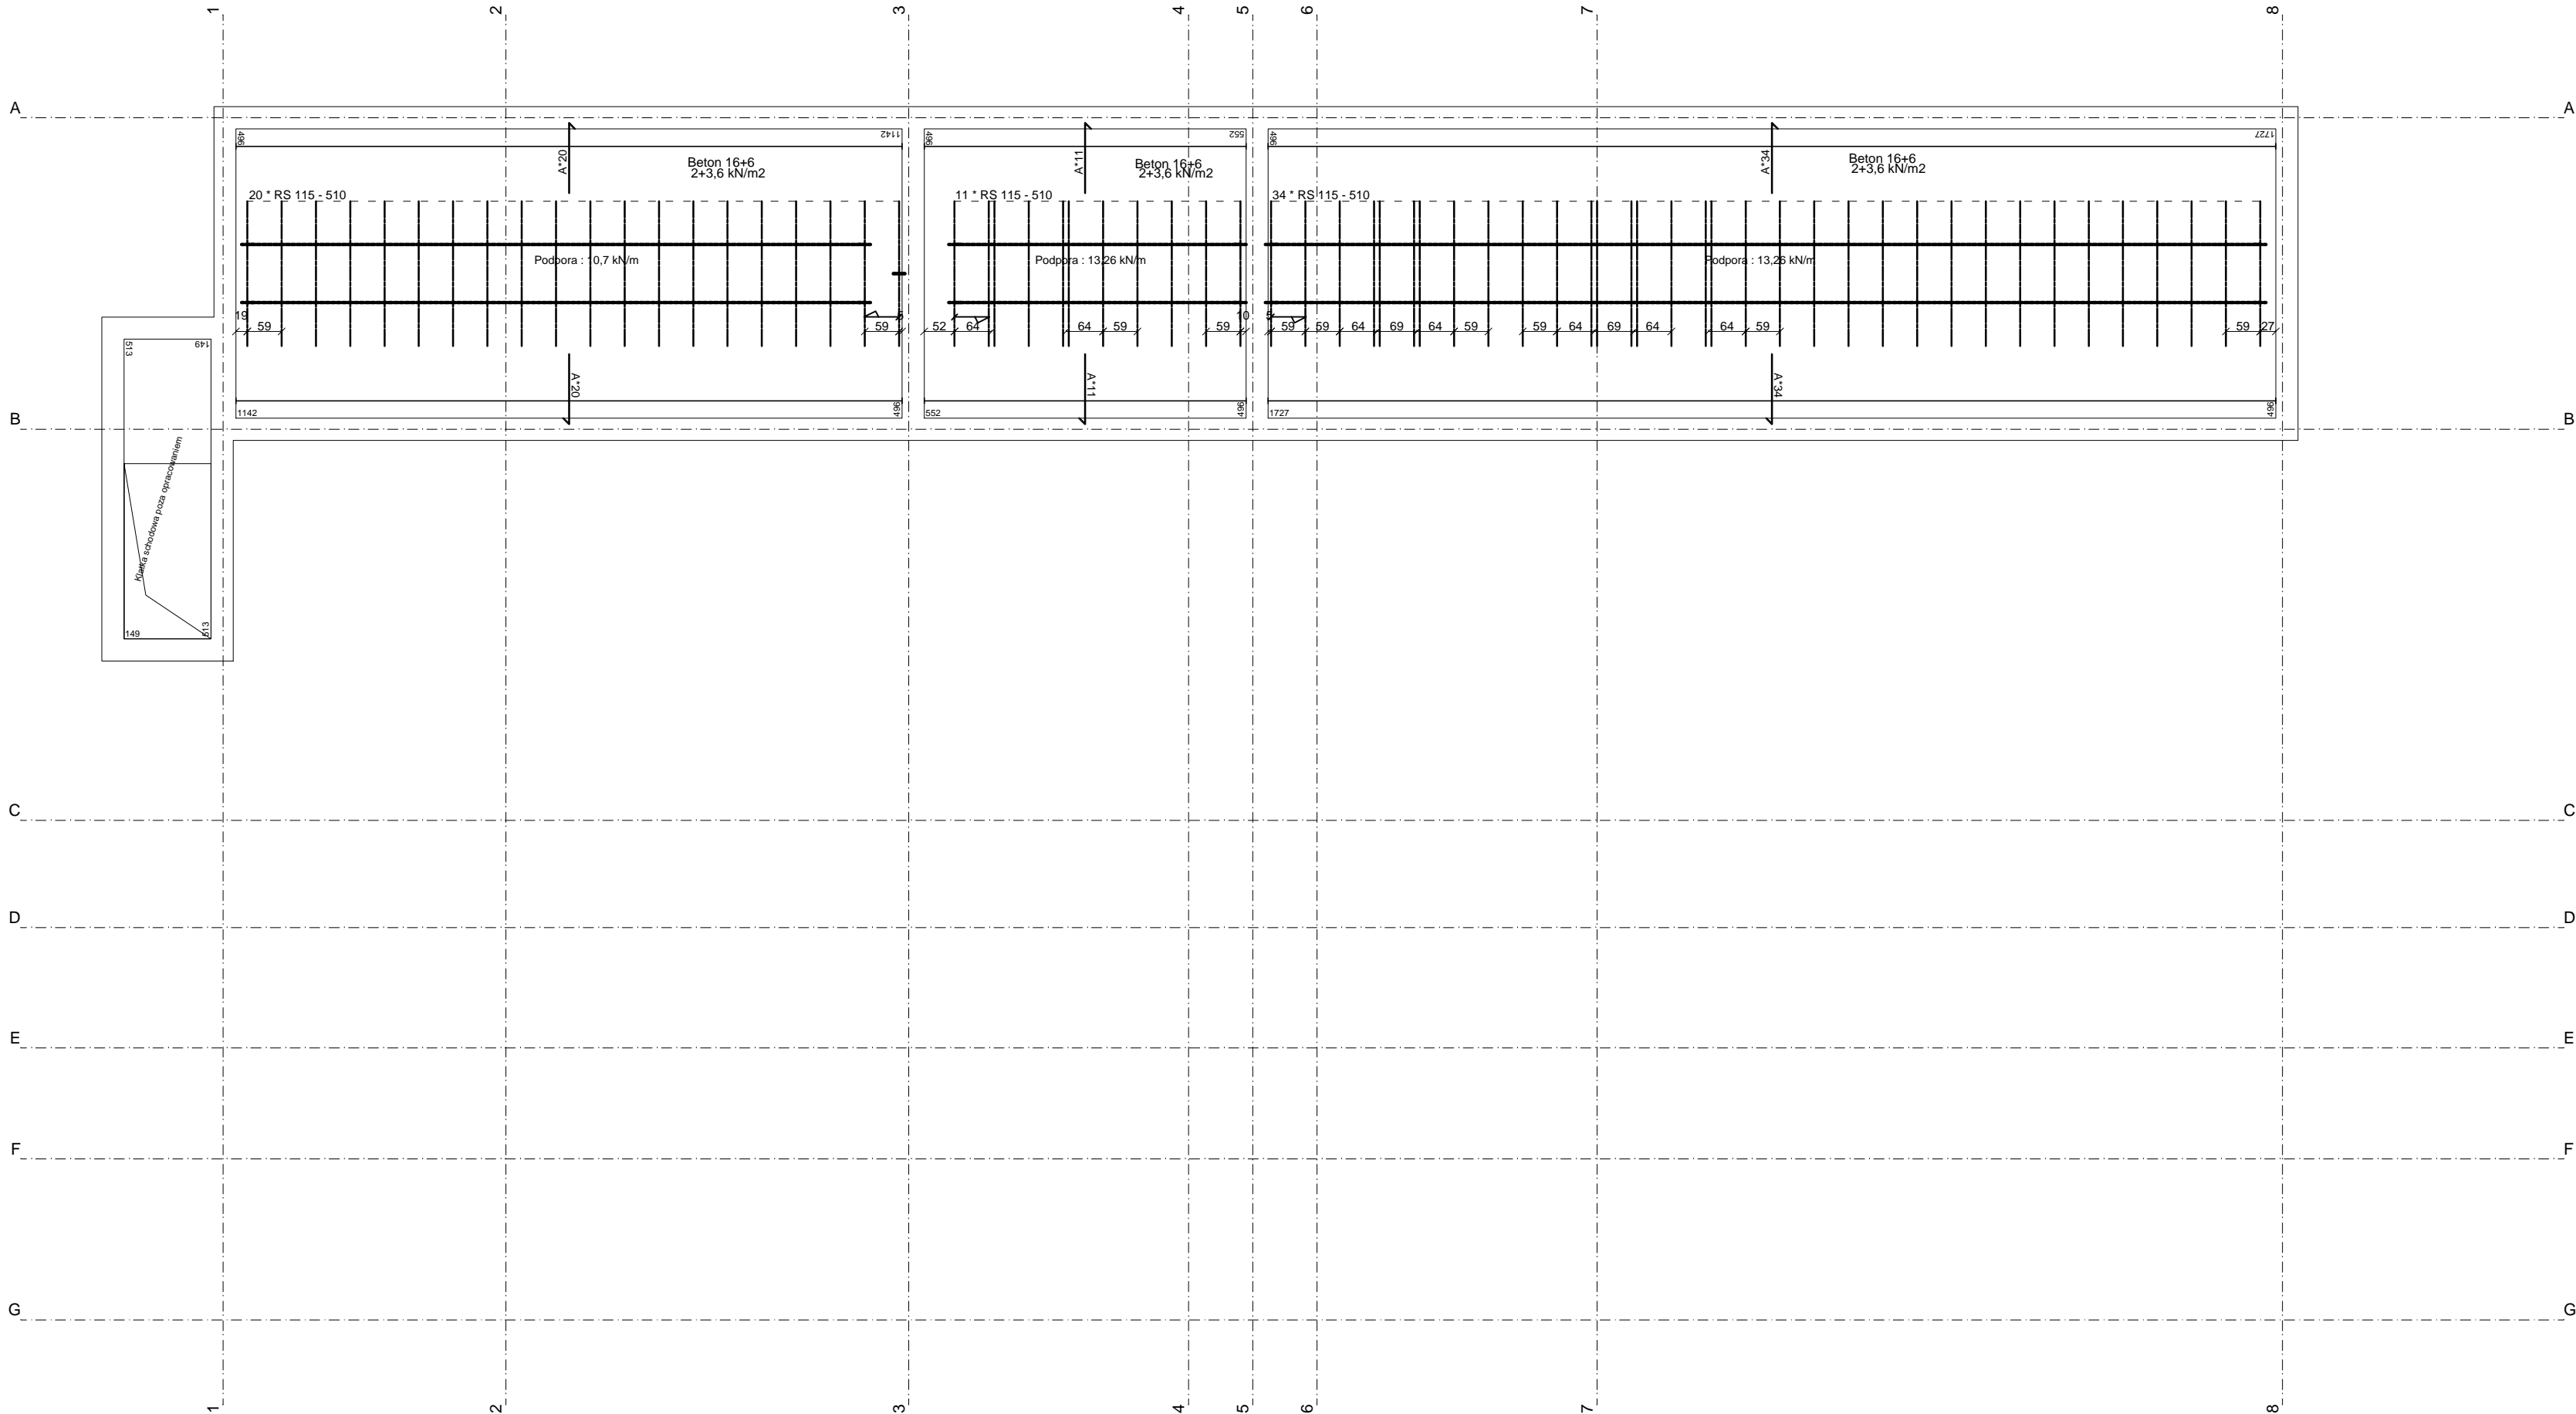 1 2 3 4 5 6 7 8
A A
496 1142 496 552 496 1727
A*20 A*11 A*34
Beton 16+6
2+3,6 kN/m2
Beton 16+6
2+3,6 kN/m2
Beton 16+6
2+3,6 kN/m2
20 * RS 115 - 510
11 * RS 115 - 510
34 * RS 115 - 510
Podpora : 10,7 kN/m
Podpora : 13,26 kN/m
Podpora : 13,26 kN/m
19 5 10 5
59 59 52 64 64 59 59 59 59 64 69 64 59 59 64 69 64 64 59 59 27
513 149
A*20 A*11 A*34
1142 496 552 496 1727 496
B B
Klatka schodowa poza opracowaniem
149 513
C C
D D
E E
F F
G G
1 2 3 4 5 6 7 8